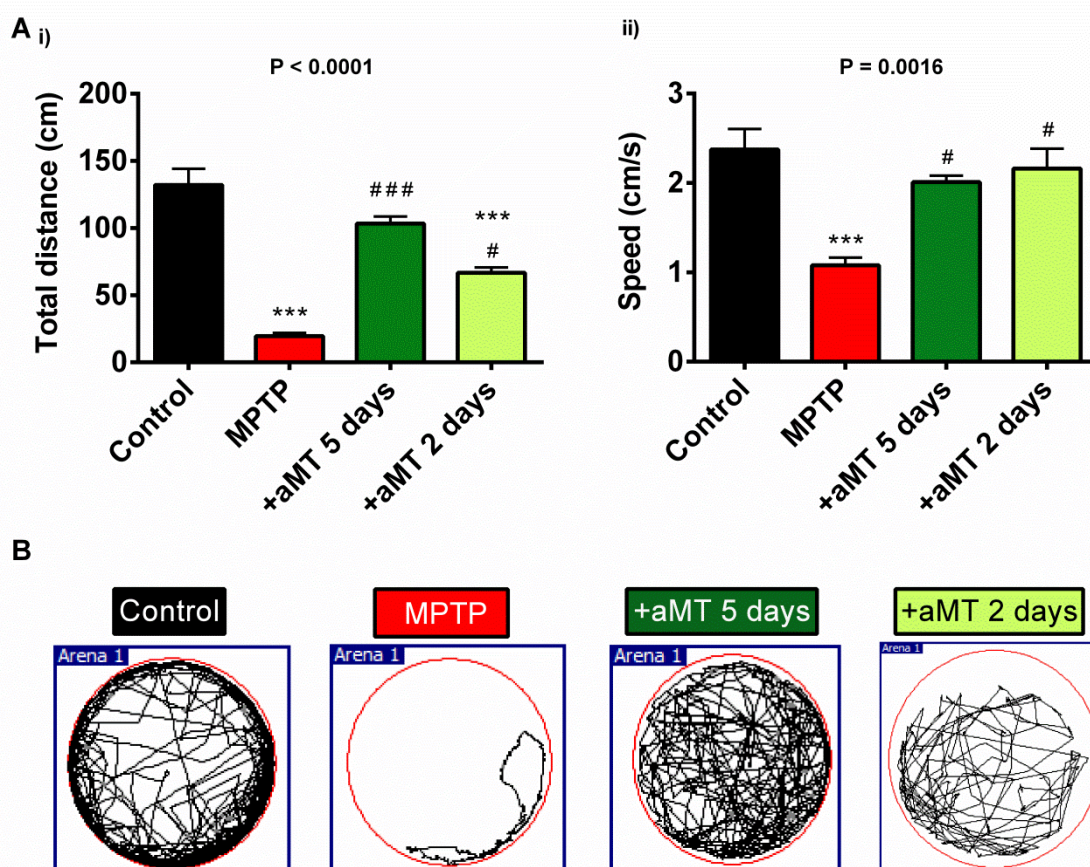 A i)
P < 0.0001
Total distance (cm)
200
150
100
50
0
***
###
***
#
Control
MPTP
+aMT 5 days
+aMT 2 days
ii)
P = 0.0016
Speed (cm/s)
3
2
1
0
***
#
#
Control
MPTP
+aMT 5 days
+aMT 2 days
B
Control
MPTP
+aMT 5 days
+aMT 2 days
Arena 1
Arena 1
Arena 1
Arena 1